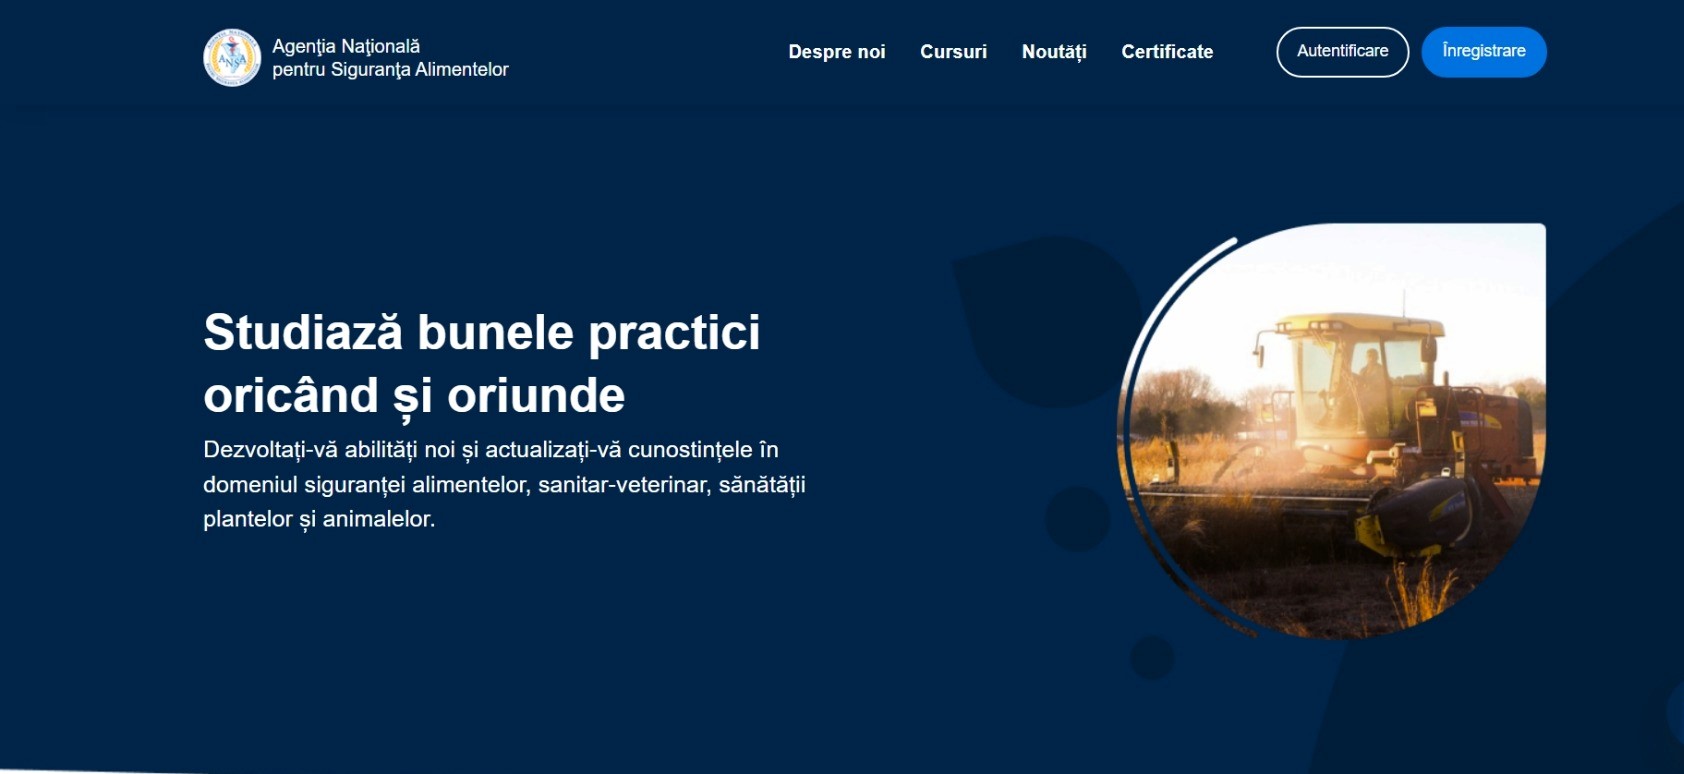 Agenţia Naţională
pentru Siguranţa Alimentelor
ANSA
Despre noi
Cursuri
Noutăți
Certificate
Autentificare
Înregistrare
Studiază bunele practici
oricând și oriunde
Dezvoltați-vă abilități noi și actualizați-vă cunostințele în
domeniul siguranței alimentelor, sanitar-veterinar, sănătății
plantelor și animalelor.